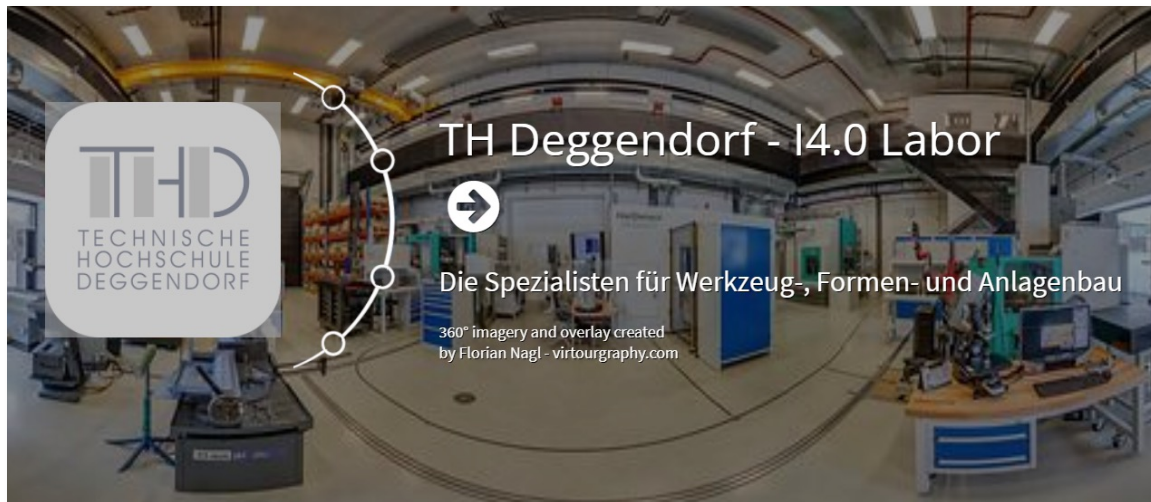 THD
TECHNISCHE
HOCHSCHULE
DEGGENDORF
TH Deggendorf - I4.0 Labor
Die Spezialisten für Werkzeug-, Formen- und Anlagenbau
360° imagery and overlay created
by Florian Nagl - virtourgraphy.com